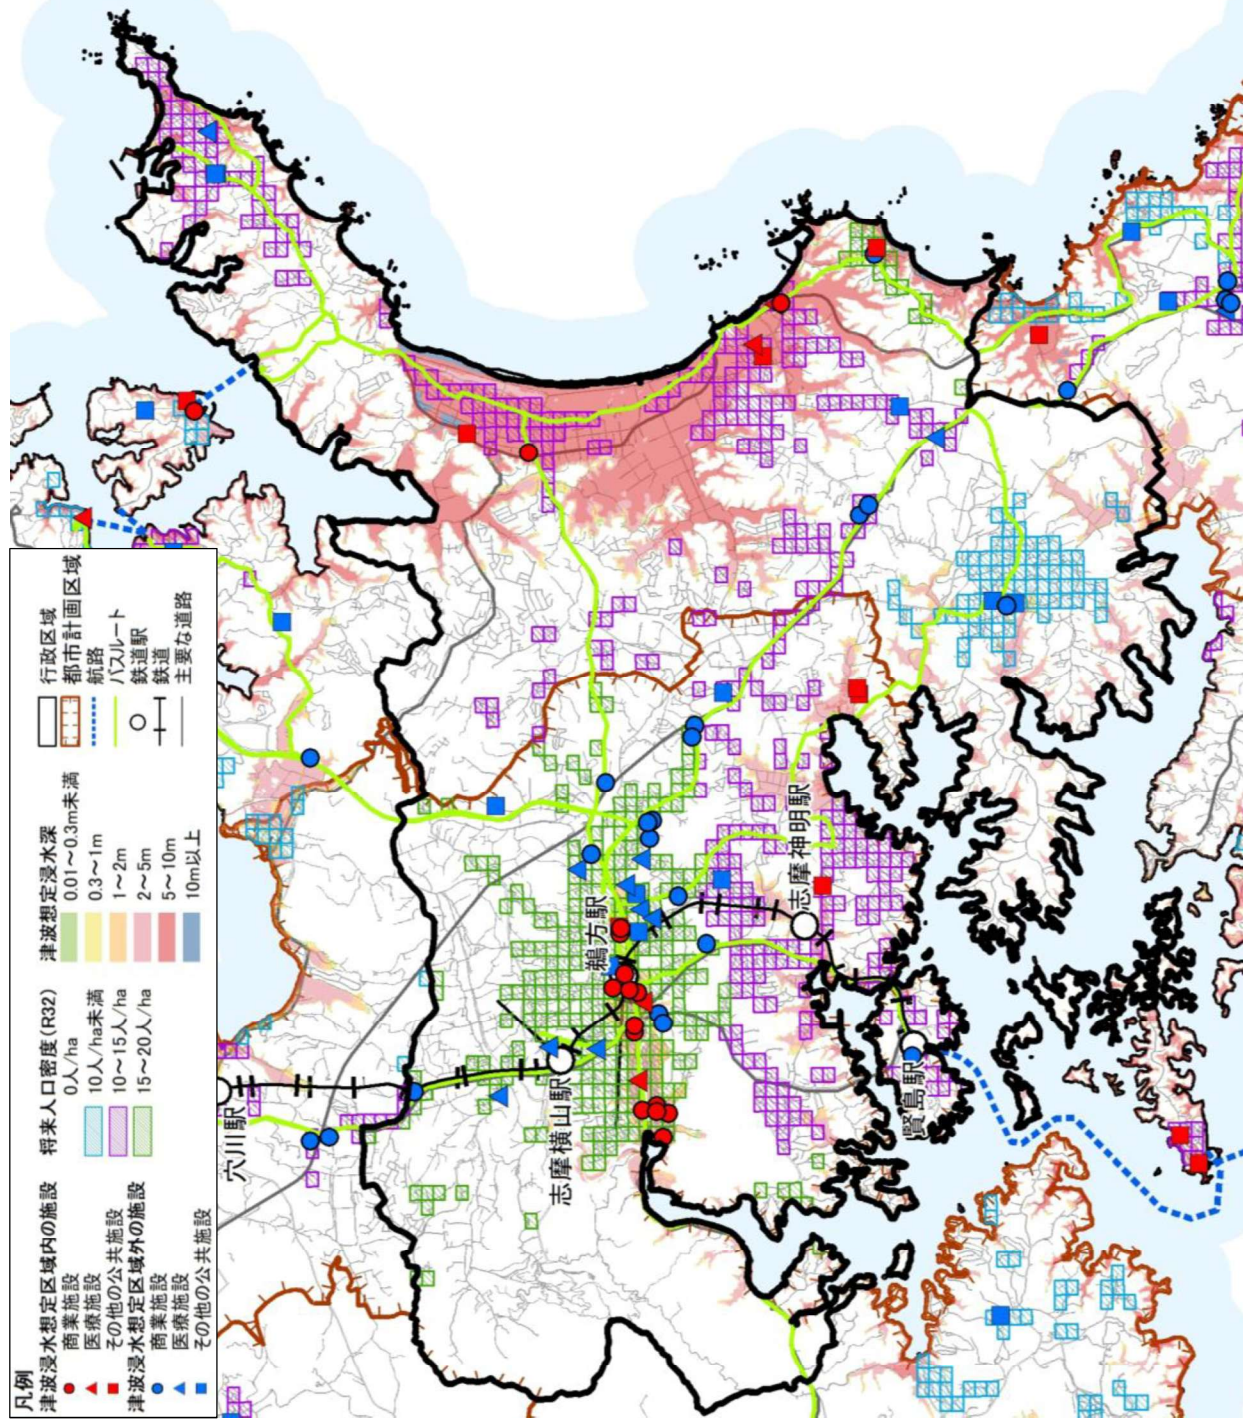 凡例
津波浸水想定区域内の施設
商業施設
医療施設
その他の公共施設
津波浸水想定区域外の施設
商業施設
医療施設
その他の公共施設
将来人口密度(R32)
0人/ha
10人/ha未満
10～15人/ha
15～20人/ha
津波想定浸水深
0.01～0.3m未満
0.3～1m
1～2m
2～5m
5～10m
10m以上
行政区域
都市計画区域
航路
バスルート
鉄道駅
鉄道
主要な道路
穴川駅
志摩横山駅
鵜方駅
志摩神明駅
賢島駅